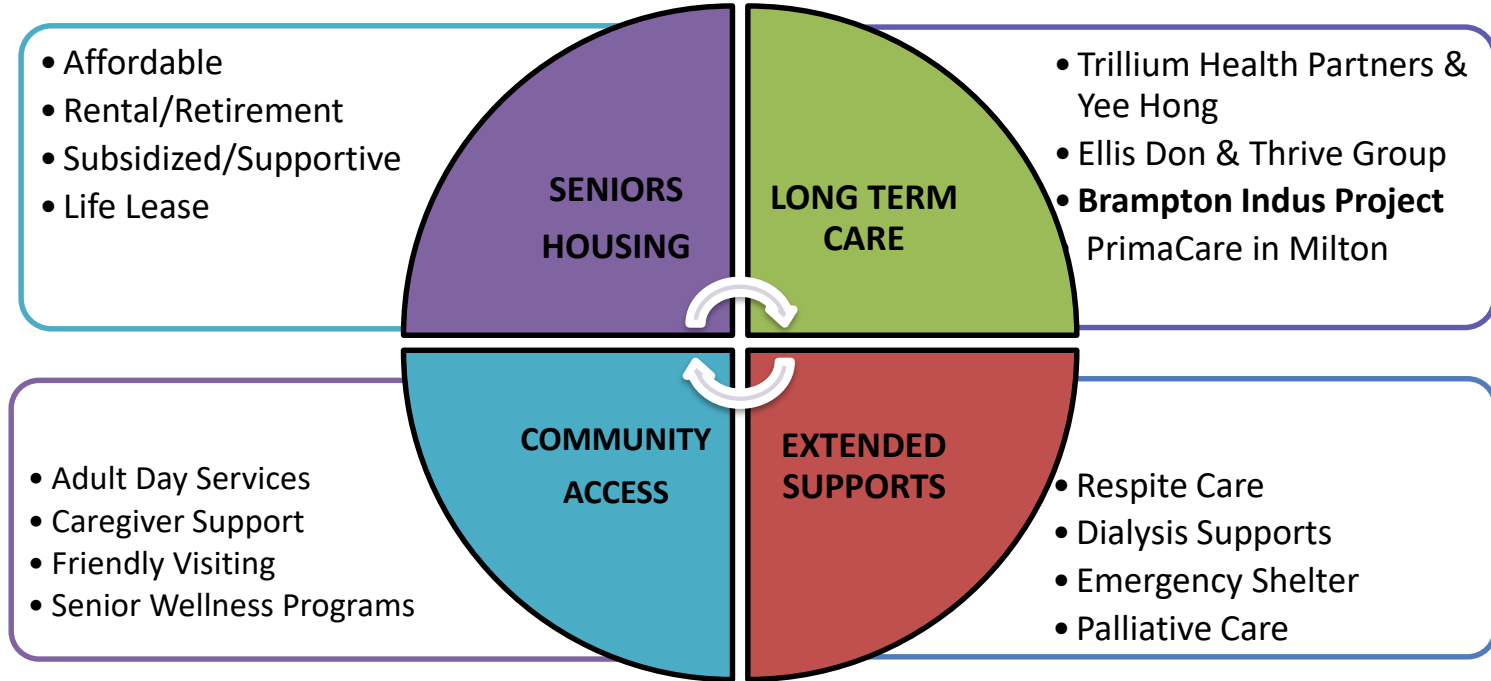 • Affordable
• Rental/Retirement
• Subsidized/Supportive
• Life Lease
SENIORS
HOUSING
LONG TERM
CARE
• Trillium Health Partners &
Yee Hong
• Ellis Don & Thrive Group
• Brampton Indus Project
PrimaCare in Milton
• Adult Day Services
• Caregiver Support
• Friendly Visiting
• Senior Wellness Programs
COMMUNITY
ACCESS
EXTENDED
SUPPORTS
• Respite Care
• Dialysis Supports
• Emergency Shelter
• Palliative Care